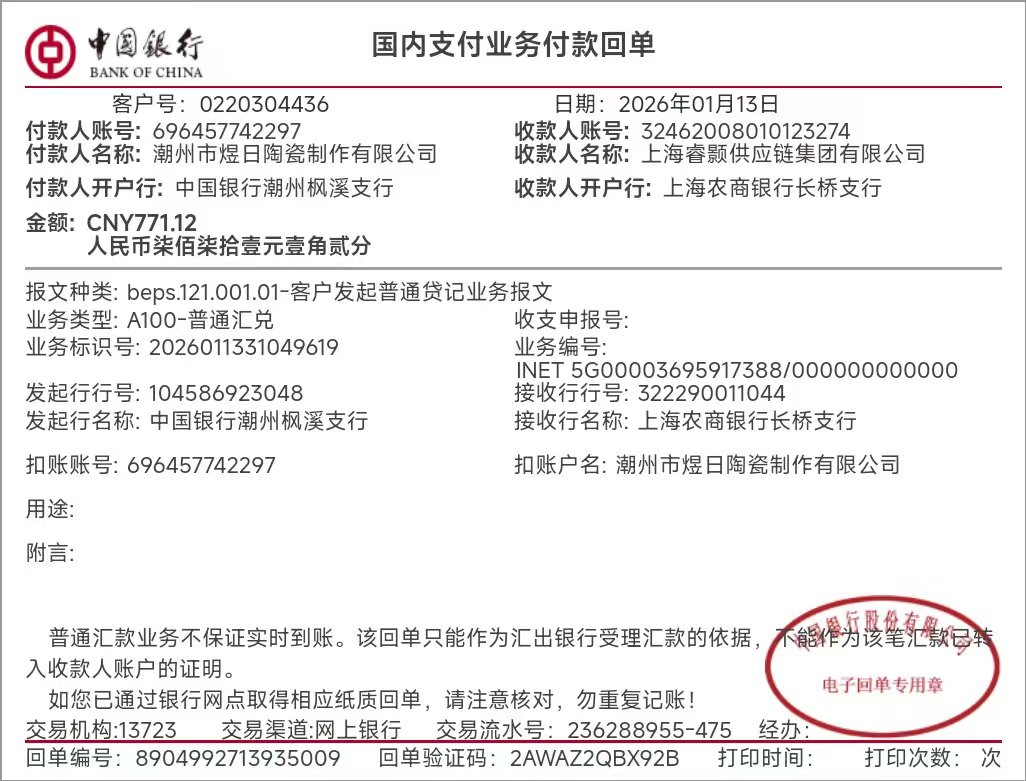 中国银行
BANK OF CHINA
国内支付业务付款回单
客户号：0220304436
日期：2026年01月13日
付款人账号：696457742297
收款人账号：32462008010123274
付款人名称：潮州市煜日陶瓷制作有限公司
收款人名称：上海睿颢供应链集团有限公司
付款人开户行：中国银行潮州枫溪支行
收款人开户行：上海农商银行长桥支行
金额：CNY771.12
人民币柒佰柒拾壹元壹角贰分
报文种类：beps.121.001.01-客户发起普通贷记业务报文
业务类型：A100-普通汇兑
收支申报号：
业务标识号：2026011331049619
业务编号：
INET 5G00003695917388/000000000000
发起行行号：104586923048
接收行行号：322290011044
发起行名称：中国银行潮州枫溪支行
接收行名称：上海农商银行长桥支行
扣账账号：696457742297
扣账户名：潮州市煜日陶瓷制作有限公司
用途：
附言：
普通汇款业务不保证实时到账。该回单只能作为汇出银行受理汇款的依据，不能作为该笔汇款已转
入收款人账户的证明。
如您已通过银行网点取得相应纸质回单，请注意核对，勿重复记账！
中国银行股份有限公司
电子回单专用章
交易机构:13723 交易渠道:网上银行 交易流水号：236288955-475 经办：
回单编号：8904992713935009 回单验证码：2AWAZ2QBX92B 打印时间： 打印次数： 次